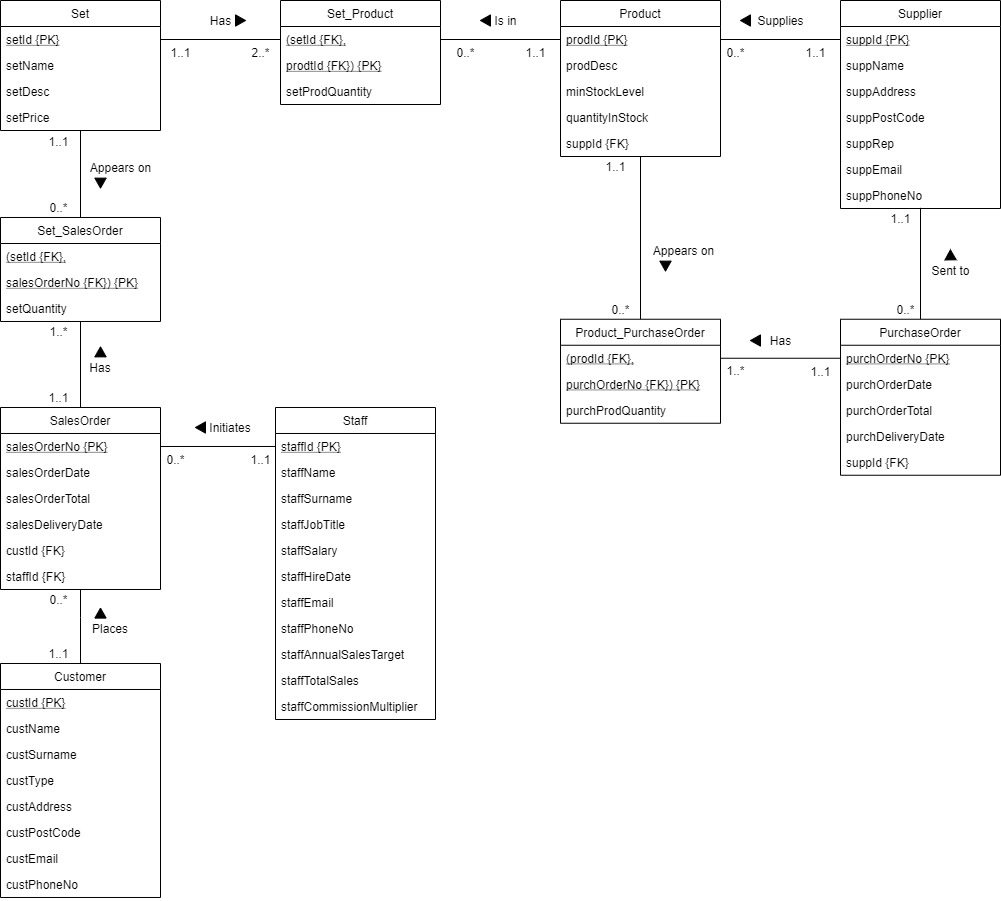 Set
setId {PK}
setName
setDesc
setPrice
Has
1..1
2..*
Set_Product
(setId {FK},
prodtId {FK}) {PK}
setProdQuantity
Is in
0..*
1..1
Product
prodId {PK}
prodDesc
minStockLevel
quantityInStock
suppId {FK}
Supplies
0..*
1..1
Supplier
suppId {PK}
suppName
suppAddress
suppPostCode
suppRep
suppEmail
suppPhoneNo
1..1
Appears on
0..*
Set_SalesOrder
(setId {FK},
salesOrderNo {FK}) {PK}
setQuantity
1..*
Has
1..1
1..1
Appears on
0..*
1..1
Sent to
0..*
Product_PurchaseOrder
(prodId {FK},
purchOrderNo {FK}) {PK}
purchProdQuantity
Has
1..*
1..1
PurchaseOrder
purchOrderNo {PK}
purchOrderDate
purchOrderTotal
purchDeliveryDate
suppId {FK}
SalesOrder
salesOrderNo {PK}
salesOrderDate
salesOrderTotal
salesDeliveryDate
custId {FK}
staffId {FK}
Initiates
0..*
1..1
Staff
staffId {PK}
staffName
staffSurname
staffJobTitle
staffSalary
staffHireDate
staffEmail
staffPhoneNo
staffAnnualSalesTarget
staffTotalSales
staffCommissionMultiplier
0..*
Places
1..1
Customer
custId {PK}
custName
custSurname
custType
custAddress
custPostCode
custEmail
custPhoneNo